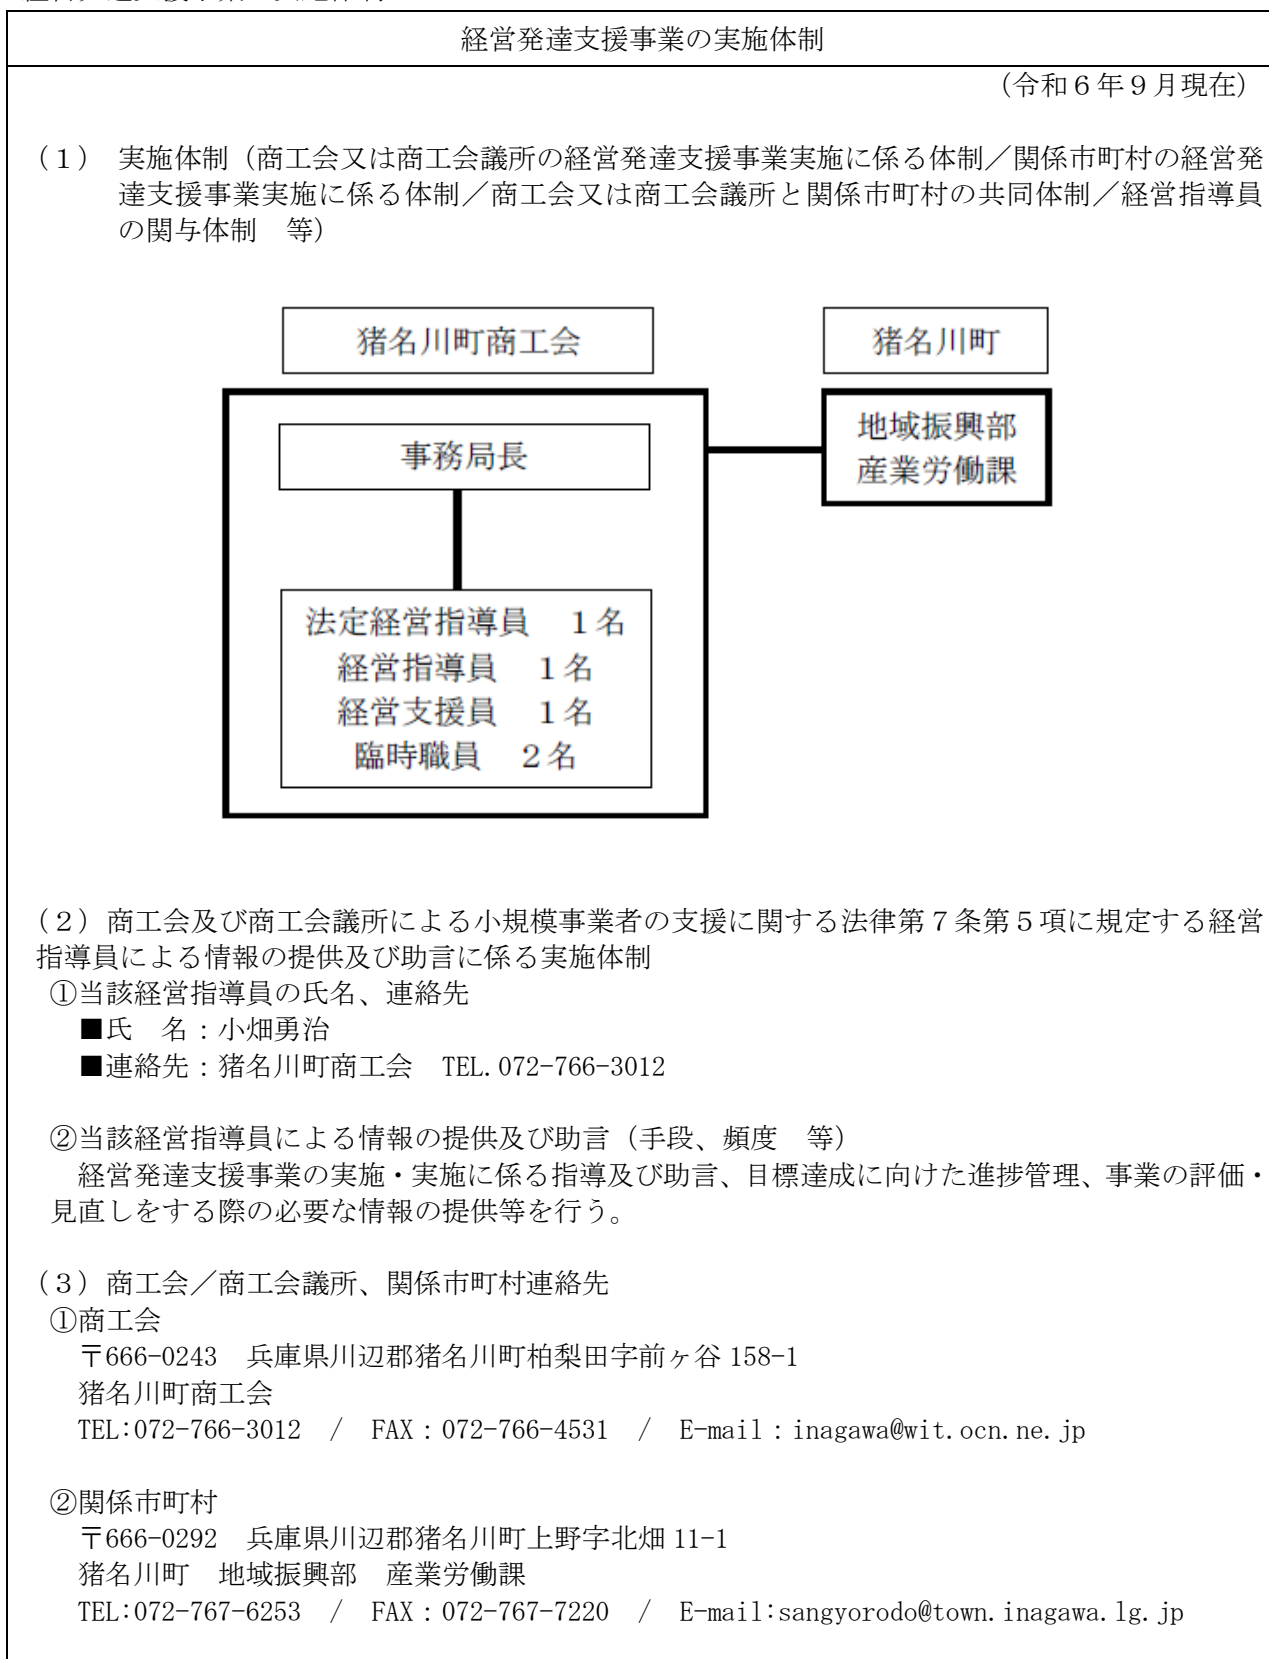 経営発達支援事業の実施体制
(令和6年9月現在)
(1) 実施体制(商工会又は商工会議所の経営発達支援事業実施に係る体制/関係市町村の経営発
達支援事業実施に係る体制/商工会又は商工会議所と関係市町村の共同体制/経営指導員
の関与体制 等)
猪名川町商工会
猪名川町
地域振興部
産業労働課
事務局長
法定経営指導員 1名
経営指導員 1名
経営支援員 1名
臨時職員 2名
(2)商工会及び商工会議所による小規模事業者の支援に関する法律第7条第5項に規定する経営
指導員による情報の提供及び助言に係る実施体制
①当該経営指導員の氏名、連絡先
■氏 名:小畑勇治
■連絡先:猪名川町商工会 TEL.072-766-3012
②当該経営指導員による情報の提供及び助言(手段、頻度 等)
経営発達支援事業の実施・実施に係る指導及び助言、目標達成に向けた進捗管理、事業の評価・
見直しをする際の必要な情報の提供等を行う。
(3)商工会/商工会議所、関係市町村連絡先
①商工会
〒666-0243 兵庫県川辺郡猪名川町柏梨田字前ヶ谷158-1
猪名川町商工会
TEL:072-766-3012 / FAX:072-766-4531 / E-mail:inagawa@wit.ocn.ne.jp
②関係市町村
〒666-0292 兵庫県川辺郡猪名川町上野字北畑11-1
猪名川町 地域振興部 産業労働課
TEL:072-767-6253 / FAX:072-767-7220 / E-mail:sangyorodo@town.inagawa.lg.jp